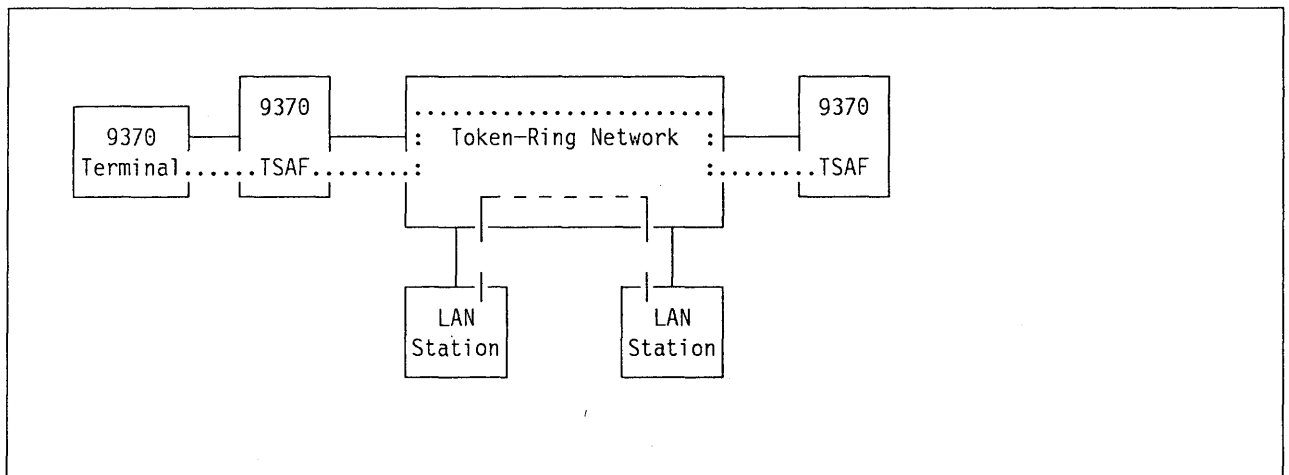 9370
Terminal
9370
TSAF
Token-Ring Network
9370
TSAF
LAN
Station
LAN
Station